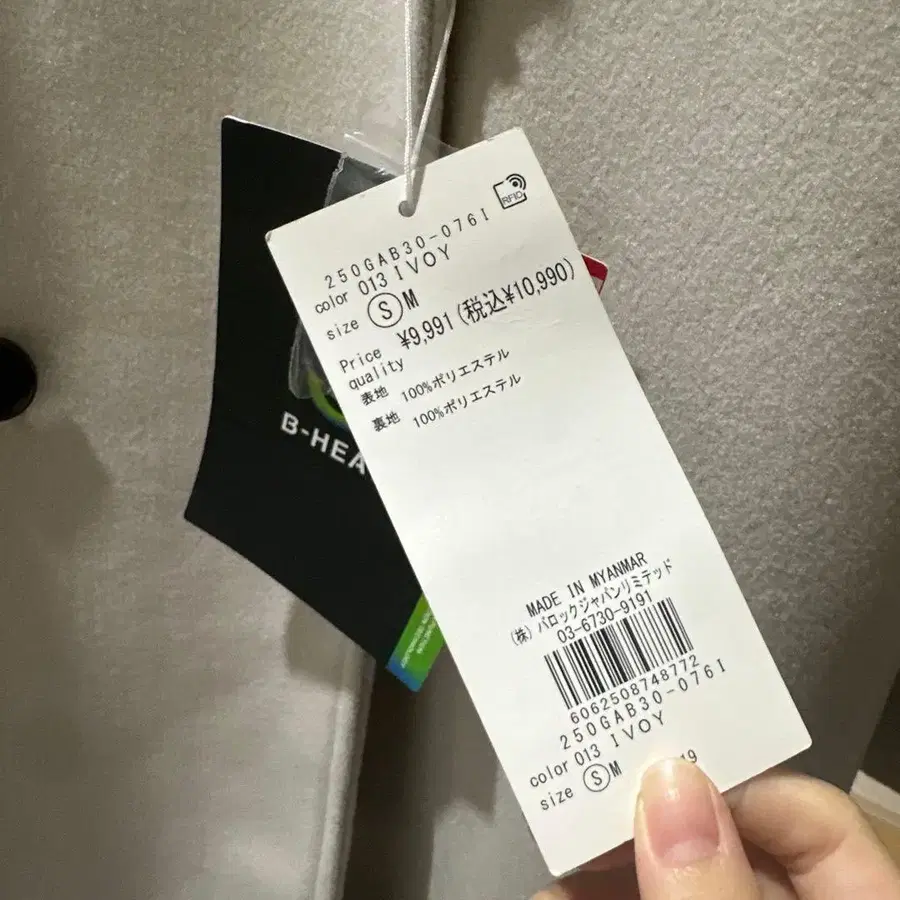 RFID
250GAB30-0761
color 013 IVOY
size Ⓢ M
Price ¥9,991(税込¥10,990)
quality
表地 100%ポリエステル
裏地 100%ポリエステル
B-HEA
MADE IN MYANMAR
(株)バロックジャパンリミテッド
03-6730-9191
6062508748772
250GAB30-0761
color 013 IVOY
size Ⓢ M
19